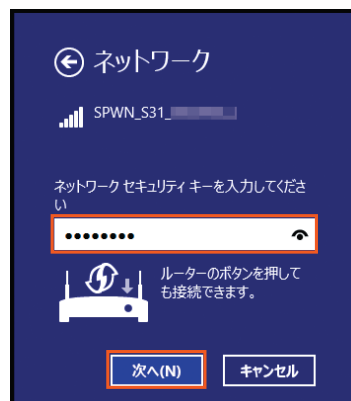 ネットワーク
SPWN_S31_
ネットワーク セキュリティ キーを入力してくださ
い
••••••••
ルーターのボタンを押して
も接続できます。
次へ(N) キャンセル